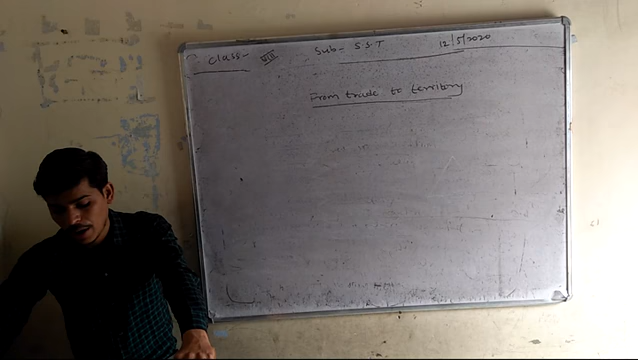 Class- VIII Sub- S.S.T 12/5/2020
From trade to territory